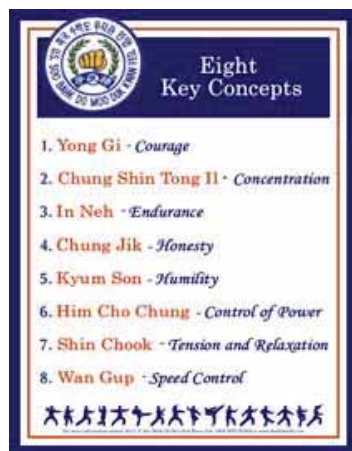 Eight
Key Concepts
1. Yong Gi - Courage
2. Chung Shin Tong Il - Concentration
3. In Neh - Endurance
4. Chung Jik - Honesty
5. Kyum Son - Humility
6. Him Cho Chung - Control of Power
7. Shin Chook - Tension and Relaxation
8. Wan Gup - Speed Control